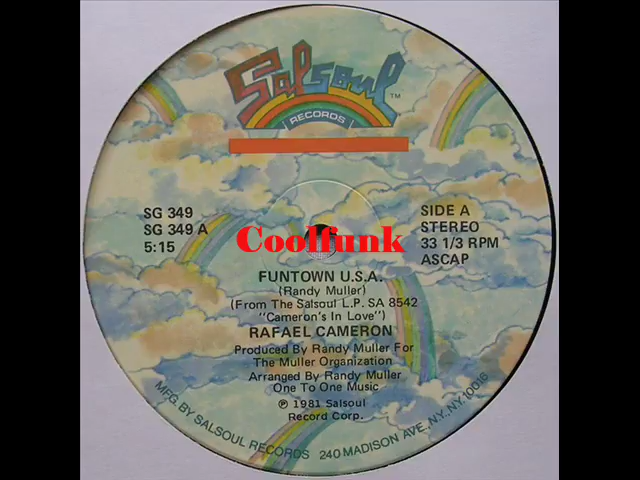 Salsoul
TM
RECORDS
SG 349
SG 349 A
5:15
SIDE A
STEREO
33 1/3 RPM
ASCAP
Coolfunk
FUNTOWN U.S.A.
(Randy Muller)
(From The Salsoul L.P. SA 8542
"Cameron's In Love")
RAFAEL CAMERON
Produced By Randy Muller For
The Muller Organization
Arranged By Randy Muller
One To One Music
℗ 1981 Salsoul
Record Corp.
MFG. BY SALSOUL RECORDS 240 MADISON AVE., N.Y. N.Y. 10016